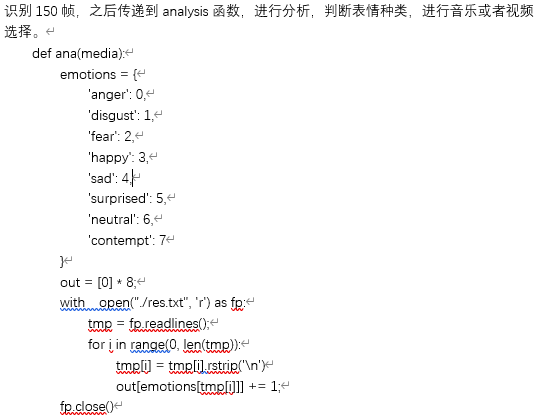 识别 150 帧，之后传递到 analysis 函数，进行分析，判断表情种类，进行音乐或者视频
选择。
def ana(media):
emotions = {
'anger': 0,
'disgust': 1,
'fear': 2,
'happy': 3,
'sad': 4,
'surprised': 5,
'neutral': 6,
'contempt': 7
}
out = [0] * 8;
with open("./res.txt", 'r') as fp:
tmp = fp.readlines();
for i in range(0, len(tmp)):
tmp[i] = tmp[i].rstrip('\n')
out[emotions[tmp[i]]] += 1;
fp.close()